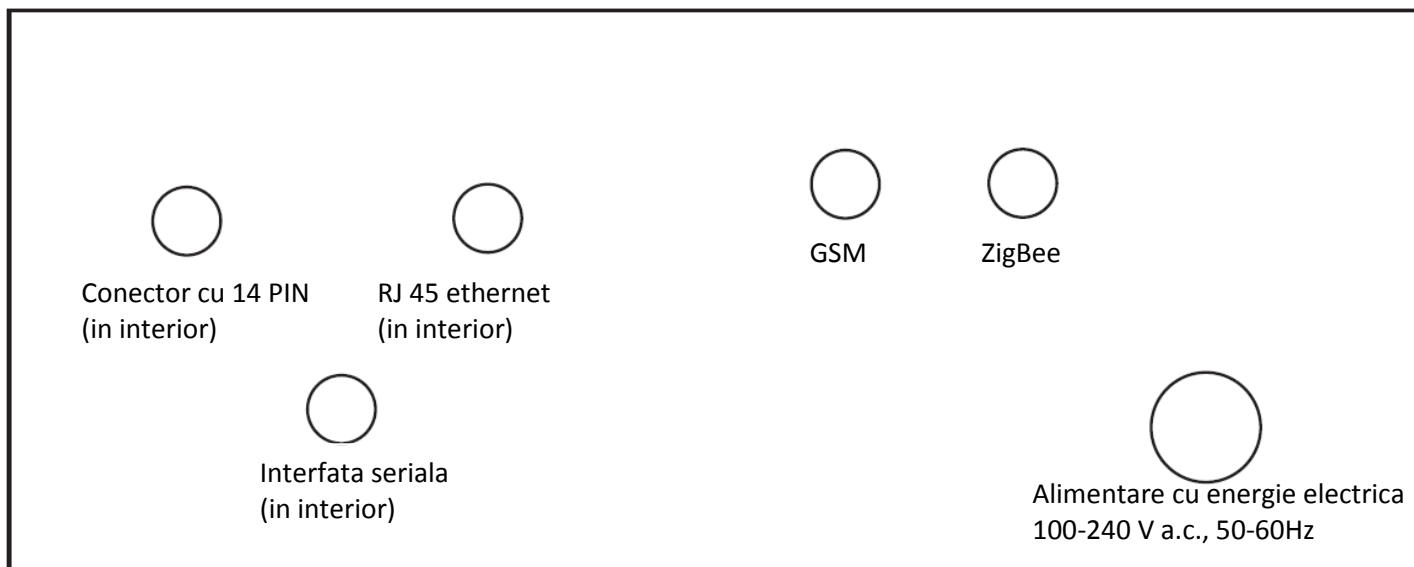 GSM
ZigBee
Conector cu 14 PIN
(in interior)
RJ 45 ethernet
(in interior)
Interfata seriala
(in interior)
Alimentare cu energie electrica
100-240 V a.c., 50-60Hz